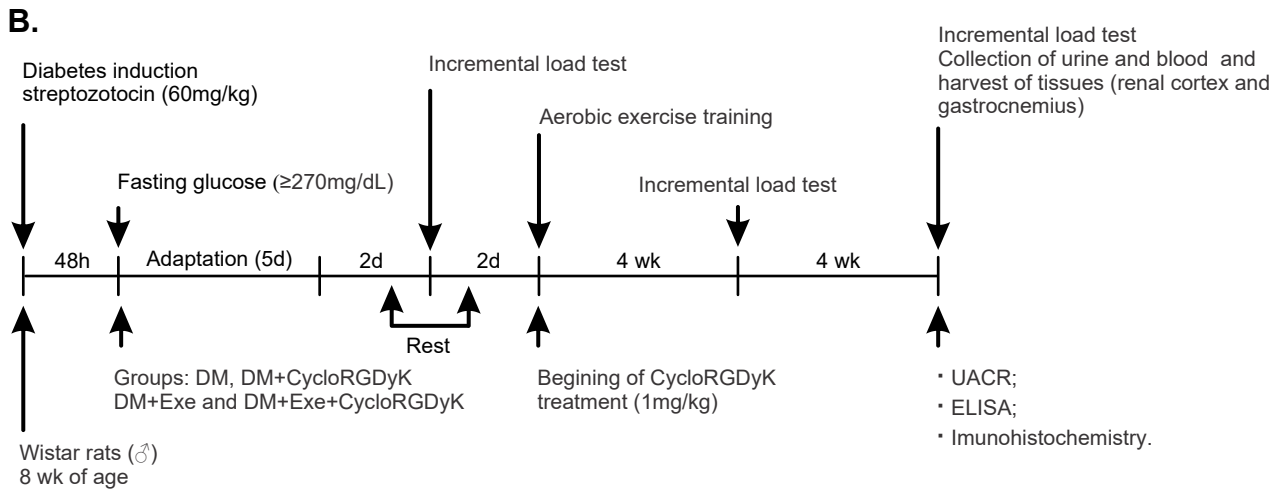 B.
Diabetes induction
streptozotocin (60mg/kg)
Incremental load test
Incremental load test
Collection of urine and blood and
harvest of tissues (renal cortex and
gastrocnemius)
Aerobic exercise training
Fasting glucose (≥270mg/dL)
Incremental load test
48h
Adaptation (5d)
2d
2d
4 wk
4 wk
Rest
Groups: DM, DM+CycloRGDyK
DM+Exe and DM+Exe+CycloRGDyK
Begining of CycloRGDyK
treatment (1mg/kg)
· UACR;
· ELISA;
· Imunohistochemistry.
Wistar rats (♂)
8 wk of age